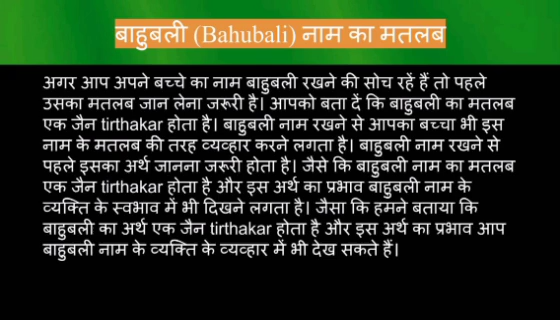 बाहुबली (Bahubali) नाम का मतलब
अगर आप अपने बच्चे का नाम बाहुबली रखने की सोच रहें हैं तो पहले
उसका मतलब जान लेना जरूरी है। आपको बता दें कि बाहुबली का मतलब
एक जैन tirthakar होता है। बाहुबली नाम रखने से आपका बच्चा भी इस
नाम के मतलब की तरह व्यव्हार करने लगता है। बाहुबली नाम रखने से
पहले इसका अर्थ जानना जरूरी होता है। जैसे कि बाहुबली नाम का मतलब
एक जैन tirthakar होता है और इस अर्थ का प्रभाव बाहुबली नाम के
व्यक्ति के स्वभाव में भी दिखने लगता है। जैसा कि हमने बताया कि
बाहुबली का अर्थ एक जैन tirthakar होता है और इस अर्थ का प्रभाव आप
बाहुबली नाम के व्यक्ति के व्यव्हार में भी देख सकते हैं।